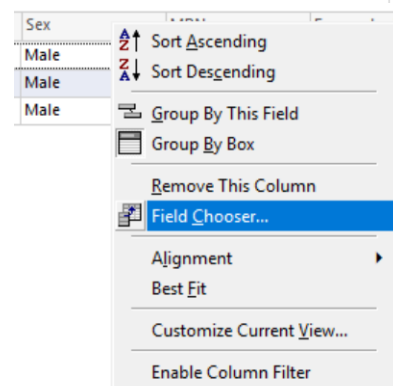 Sex
Male
Male
Male
Sort Ascending
Sort Descending
Group By This Field
Group By Box
Remove This Column
Field Chooser...
Alignment
Best Fit
Customize Current View...
Enable Column Filter